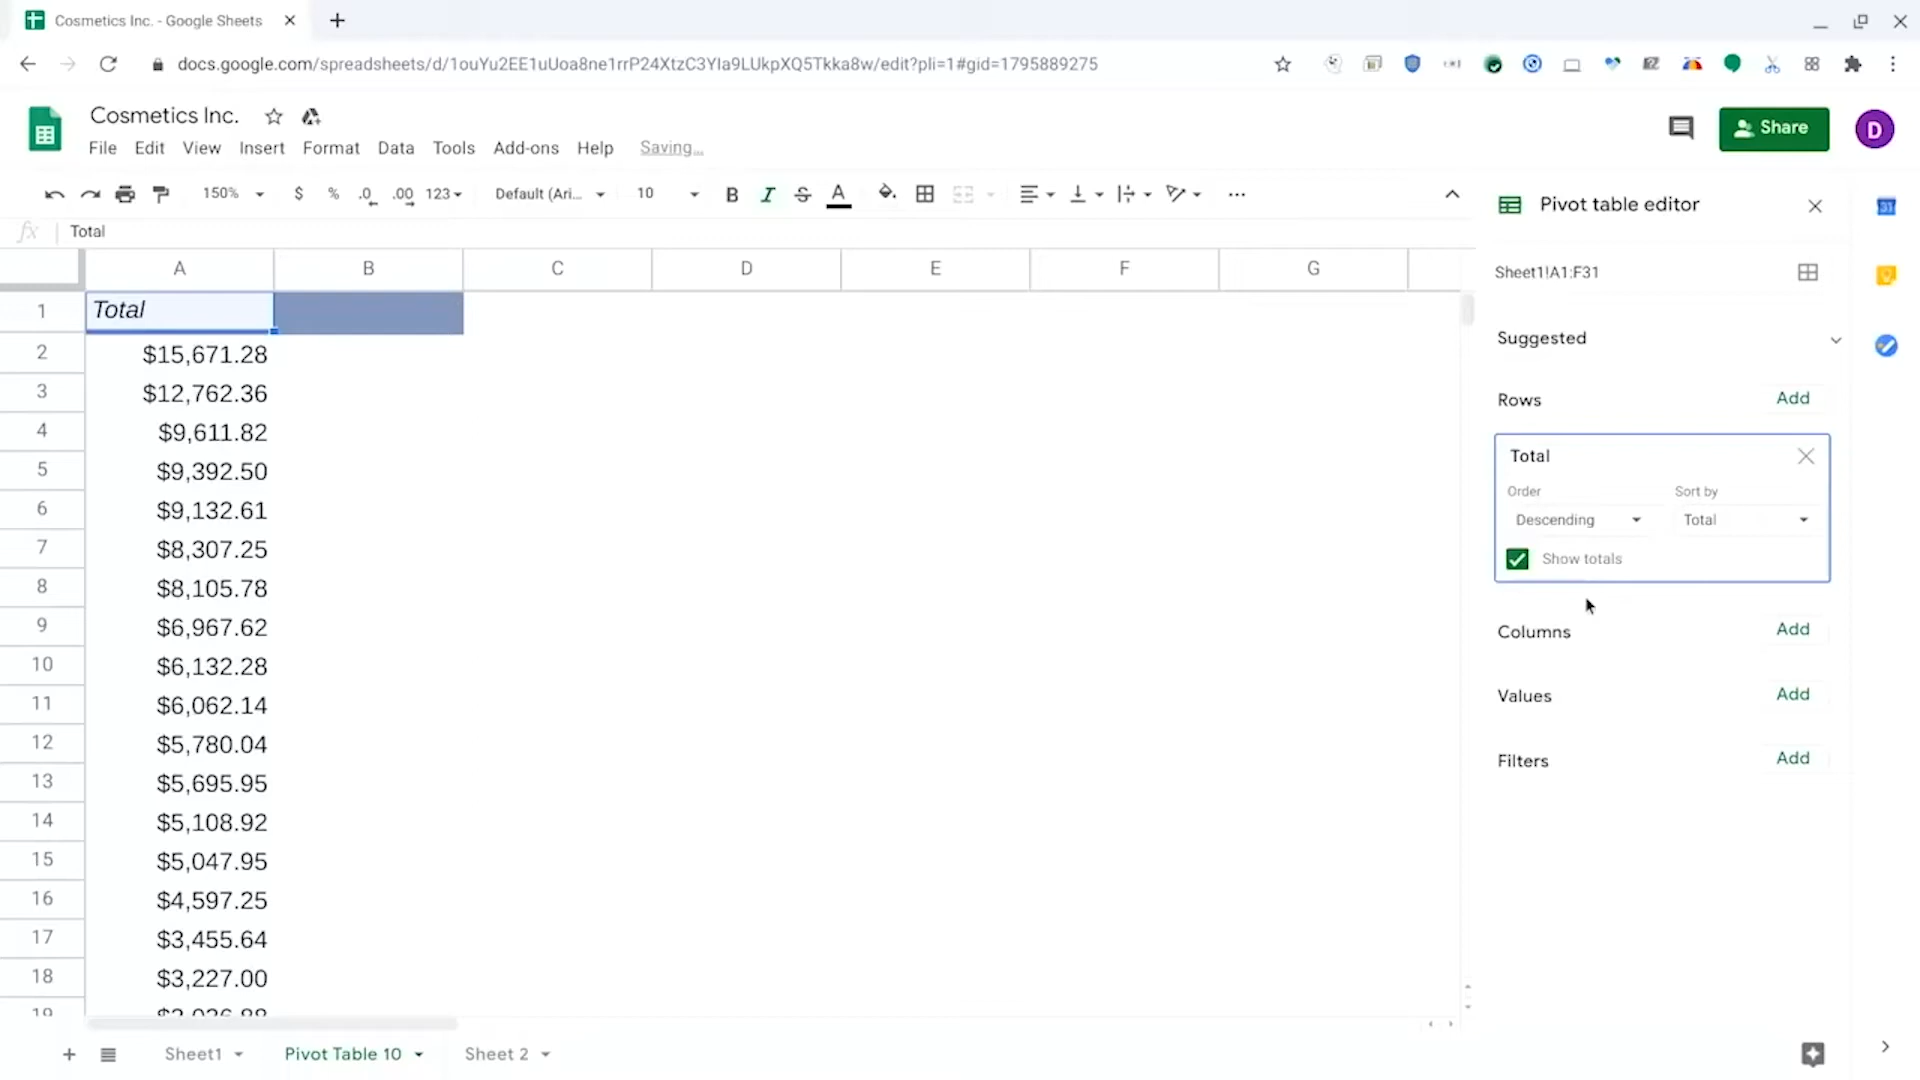 Cosmetics Inc. - Google Sheets
docs.google.com/spreadsheets/d/1ouYu2EE1uUoa8ne1rrP24XtzC3YIa9LUkpXQ5Tkka8w/edit?pli=1#gid=1795889275
Cosmetics Inc.
Share
D
File Edit View Insert Format Data Tools Add-ons Help Saving...
150% $ % .0 .00 123 Default (Ari... 10 B I S A
fx Total
Pivot table editor
31
A B C D E F G
Sheet1!A1:F31
1 Total
2 $15,671.28
3 $12,762.36
4 $9,611.82
5 $9,392.50
6 $9,132.61
7 $8,307.25
8 $8,105.78
9 $6,967.62
10 $6,132.28
11 $6,062.14
12 $5,780.04
13 $5,695.95
14 $5,108.92
15 $5,047.95
16 $4,597.25
17 $3,455.64
18 $3,227.00
19
Suggested
Rows Add
Total
Order Sort by
Descending Total
Show totals
Columns Add
Values Add
Filters Add
Sheet1 Pivot Table 10 Sheet 2